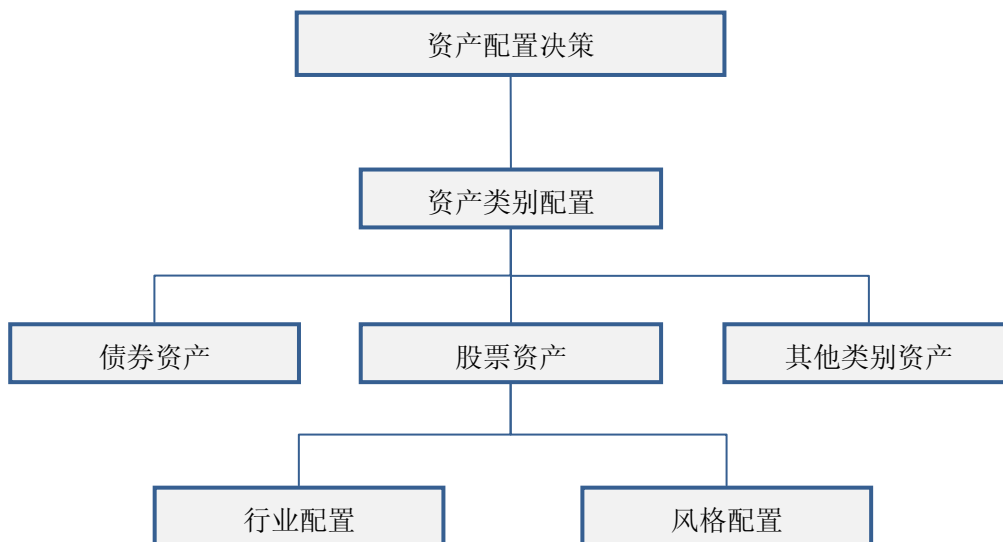 资产配置决策
资产类别配置
债券资产
股票资产
其他类别资产
行业配置
风格配置